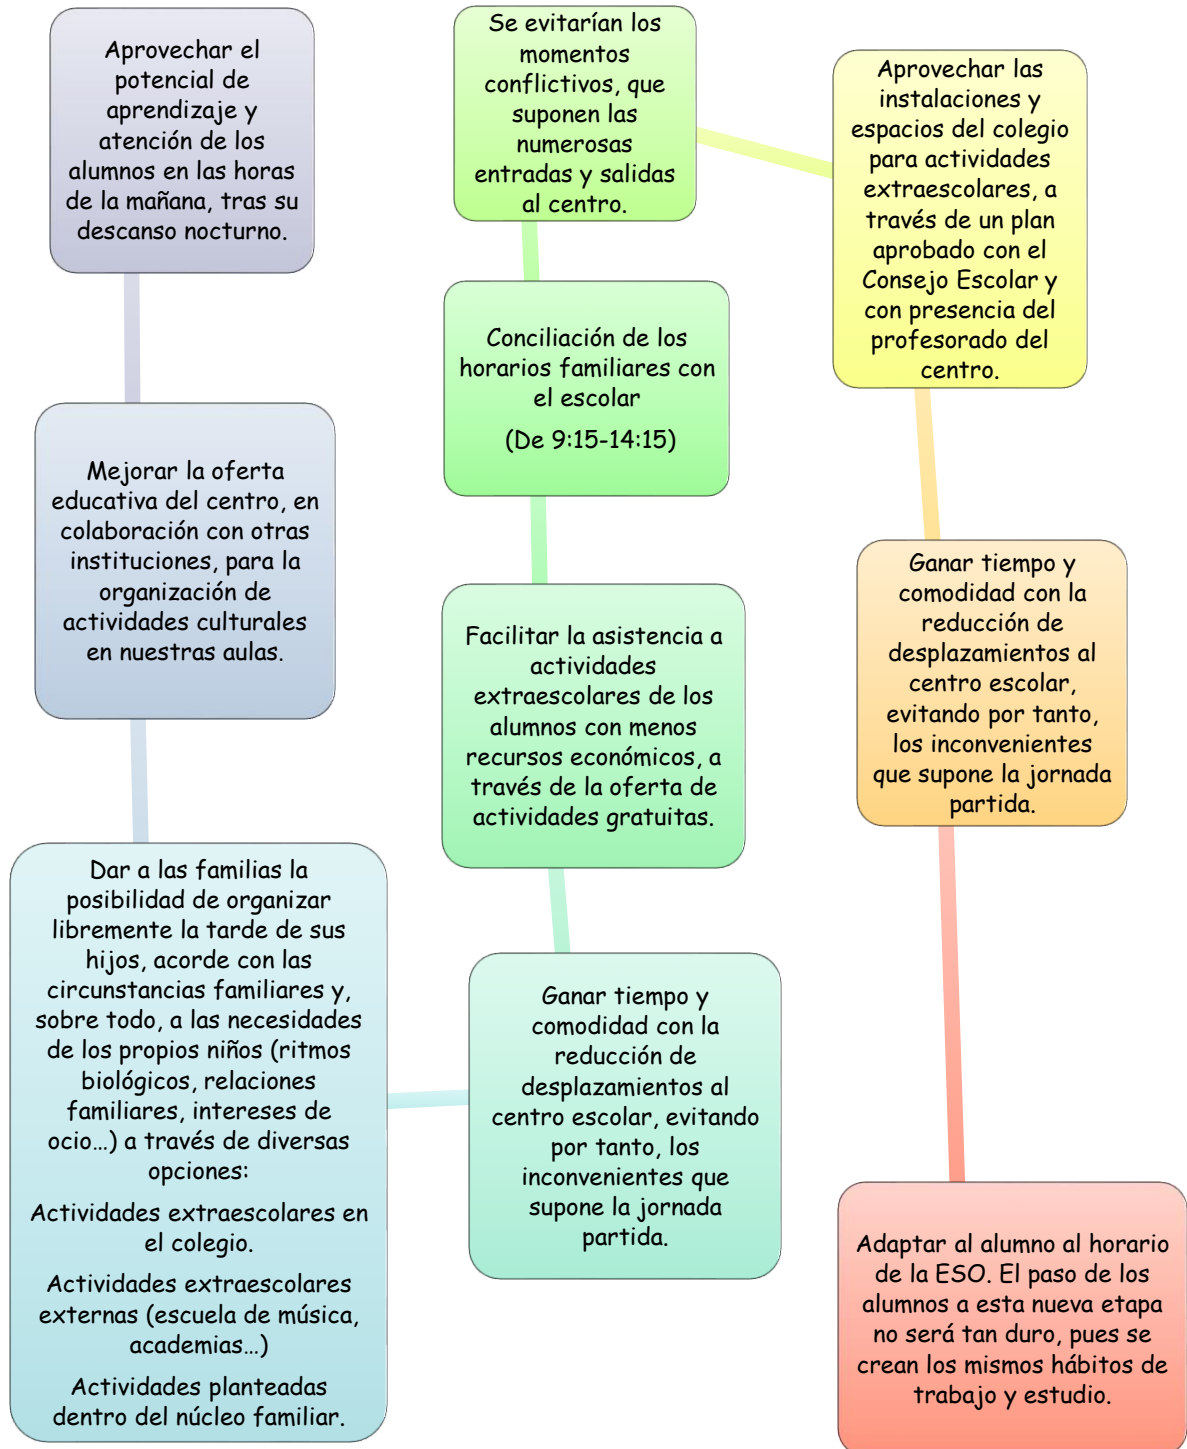 Aprovechar el
potencial de
aprendizaje y
atención de los
alumnos en las horas
de la mañana, tras su
descanso nocturno.
Mejorar la oferta
educativa del centro, en
colaboración con otras
instituciones, para la
organización de
actividades culturales
en nuestras aulas.
Dar a las familias la
posibilidad de organizar
libremente la tarde de sus
hijos, acorde con las
circunstancias familiares y,
sobre todo, a las necesidades
de los propios niños (ritmos
biológicos, relaciones
familiares, intereses de
ocio…) a través de diversas
opciones:
Actividades extraescolares en
el colegio.
Actividades extraescolares
externas (escuela de música,
academias…)
Actividades planteadas
dentro del núcleo familiar.
Ganar tiempo y
comodidad con la
reducción de
desplazamientos al
centro escolar, evitando
por tanto, los
inconvenientes que
supone la jornada
partida.
Facilitar la asistencia a
actividades
extraescolares de los
alumnos con menos
recursos económicos, a
través de la oferta de
actividades gratuitas.
Conciliación de los
horarios familiares con
el escolar
(De 9:15-14:15)
Se evitarían los
momentos
conflictivos, que
suponen las
numerosas
entradas y salidas
al centro.
Aprovechar las
instalaciones y
espacios del colegio
para actividades
extraescolares, a
través de un plan
aprobado con el
Consejo Escolar y
con presencia del
profesorado del
centro.
Ganar tiempo y
comodidad con la
reducción de
desplazamientos al
centro escolar,
evitando por tanto,
los inconvenientes
que supone la jornada
partida.
Adaptar al alumno al horario
de la ESO. El paso de los
alumnos a esta nueva etapa
no será tan duro, pues se
crean los mismos hábitos de
trabajo y estudio.